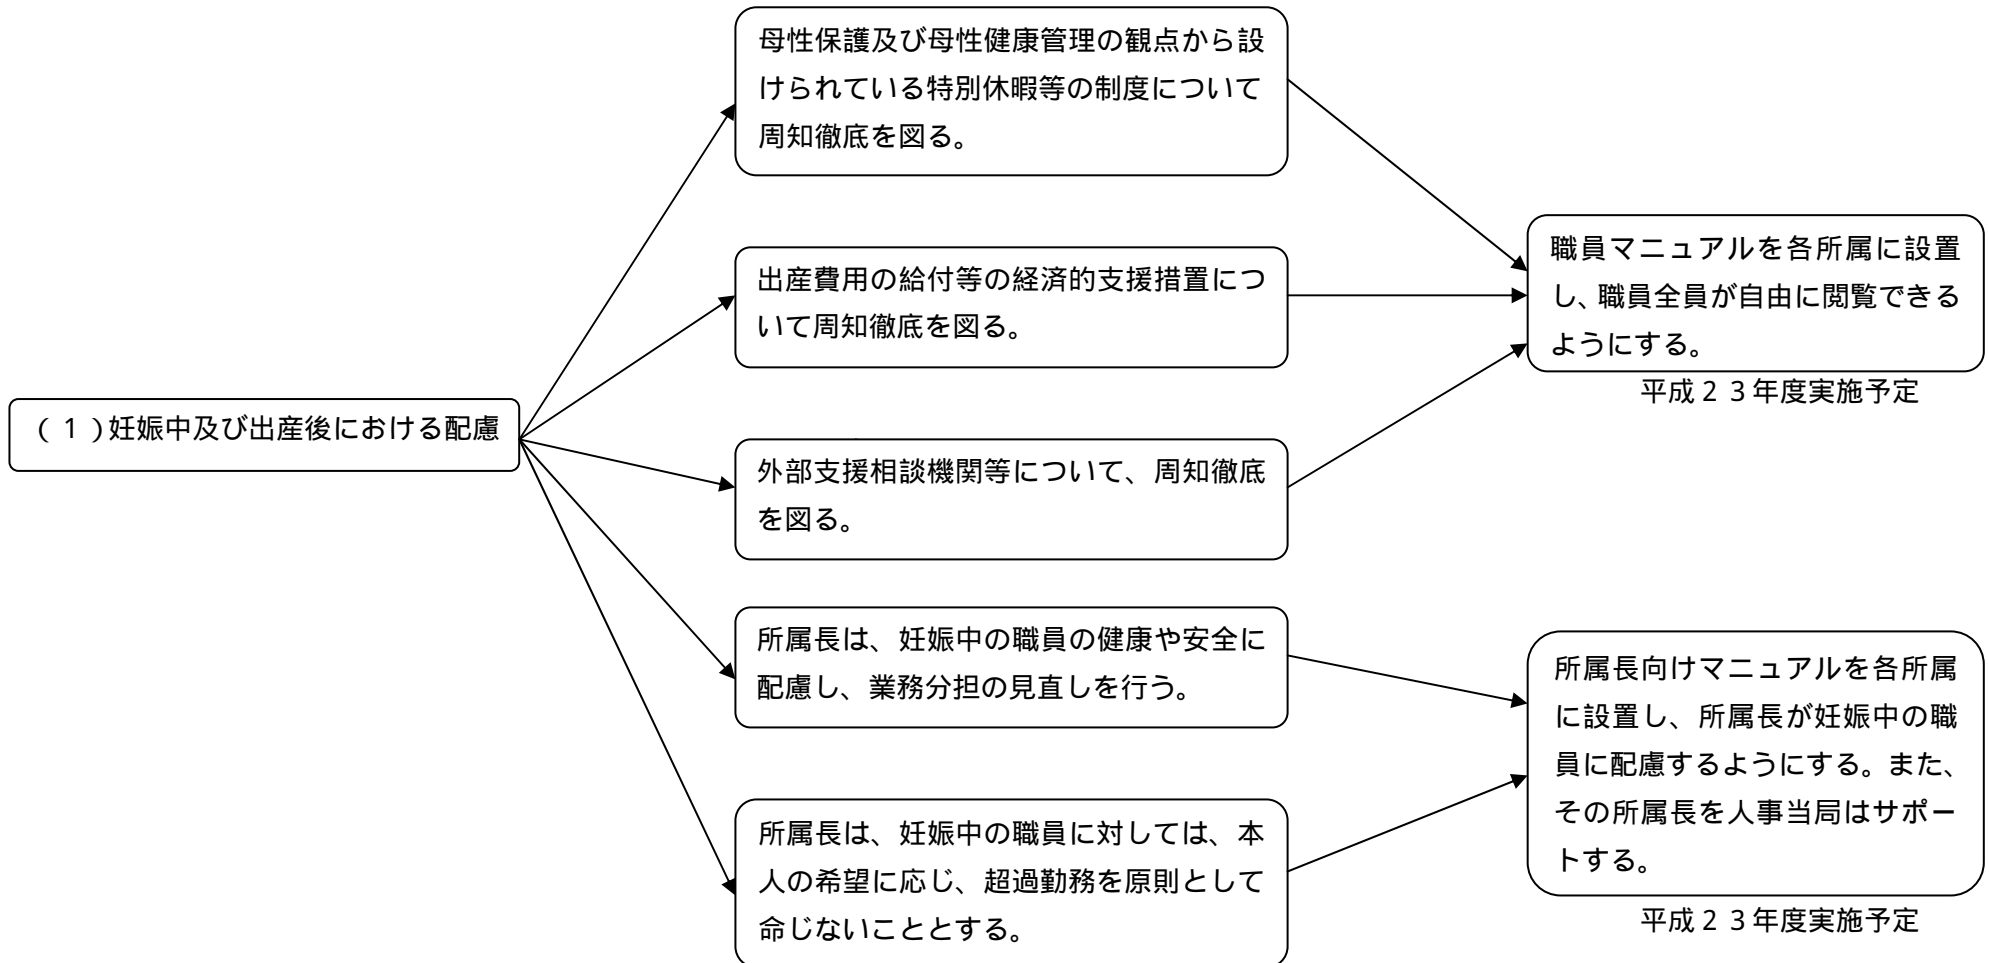 母性保護及び母性健康管理の観点から設
けられている特別休暇等の制度について
周知徹底を図る。
出産費用の給付等の経済的支援措置につ
いて周知徹底を図る。
職員マニュアルを各所属に設置
し、職員全員が自由に閲覧できる
ようにする。
平成２３年度実施予定
（１）妊娠中及び出産後における配慮
外部支援相談機関等について、周知徹底
を図る。
所属長は、妊娠中の職員の健康や安全に
配慮し、業務分担の見直しを行う。
所属長は、妊娠中の職員に対しては、本
人の希望に応じ、超過勤務を原則として
命じないこととする。
所属長向けマニュアルを各所属
に設置し、所属長が妊娠中の職
員に配慮するようにする。また、
その所属長を人事当局はサポー
トする。
平成２３年度実施予定